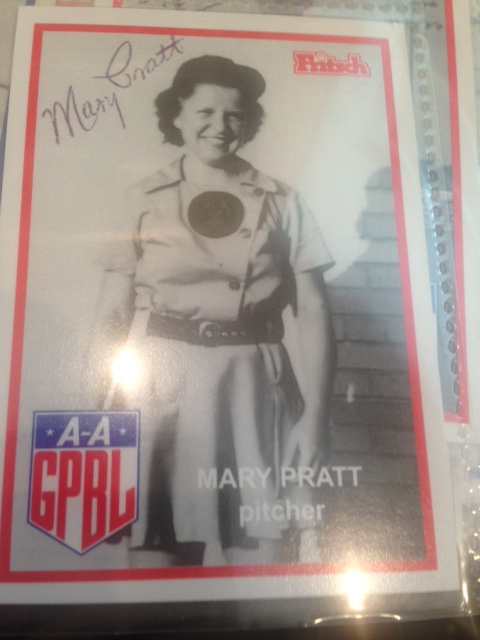 Mary Pratt
Fritsch
A-A
GPBL
MARY PRATT
pitcher